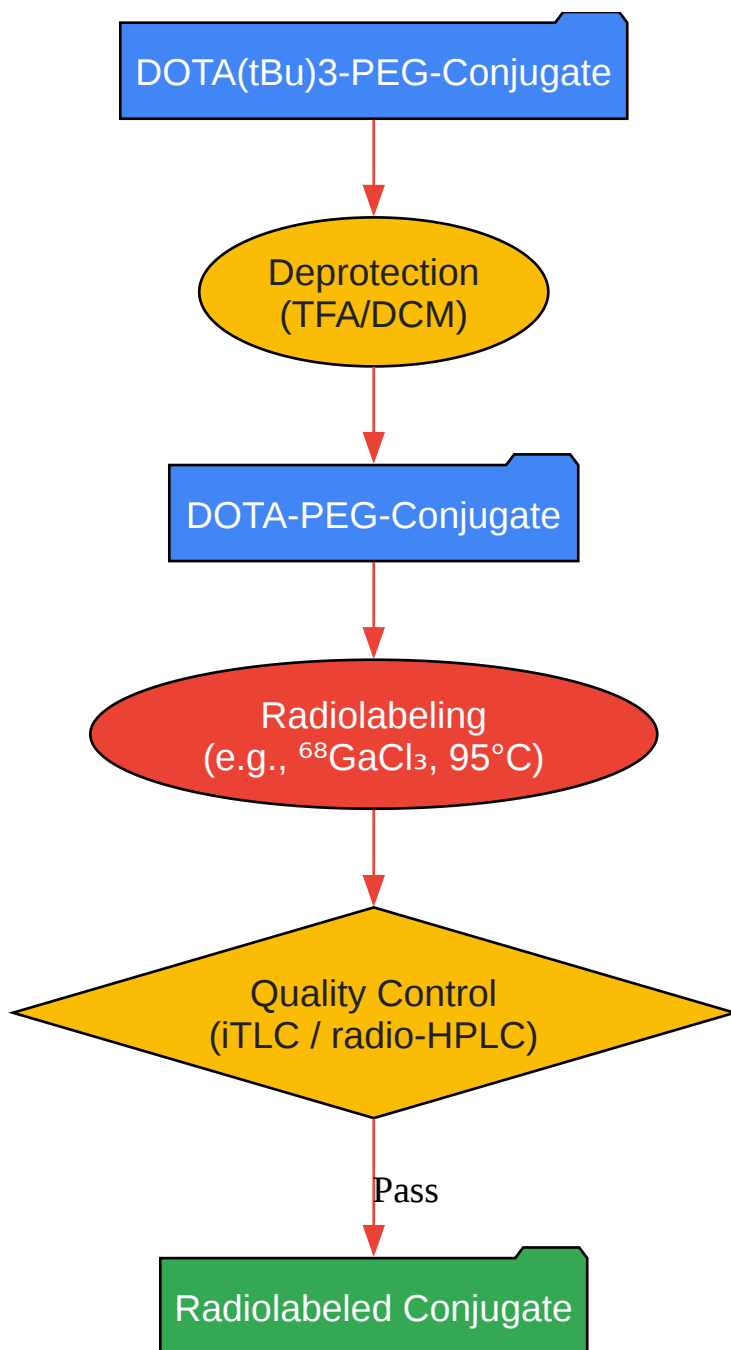 DOTA(tBu)3-PEG-Conjugate
Deprotection
(TFA/DCM)
DOTA-PEG-Conjugate
Radiolabeling
(e.g., ⁶⁸GaCl₃, 95°C)
Quality Control
(iTLC / radio-HPLC)
Pass
Radiolabeled Conjugate